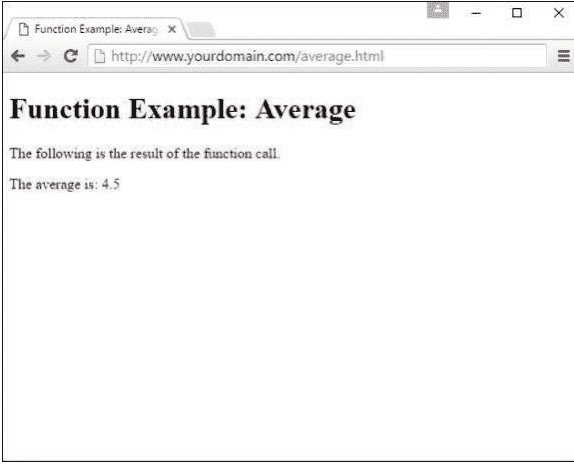 Function Example: Averag
http://www.yourdomain.com/average.html
Function Example: Average
The following is the result of the function call.
The average is: 4.5